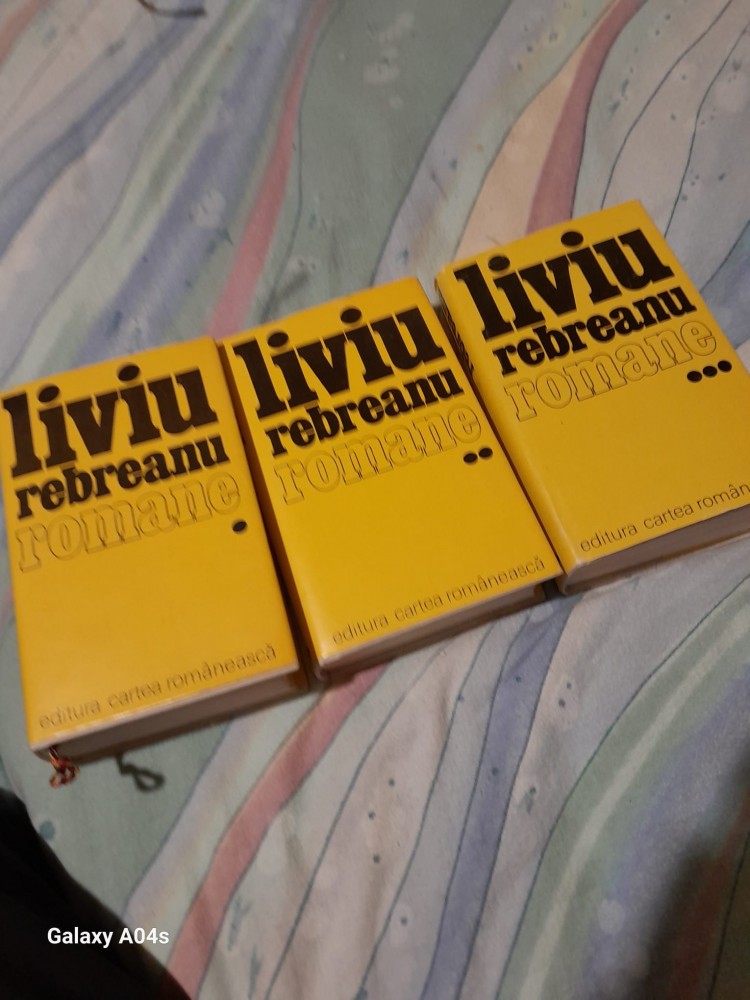 liviu
rebreanu
romane
editura cartea românească
liviu
rebreanu
romane
editura cartea românească
liviu
rebreanu
romane
editura cartea român
Galaxy A04s